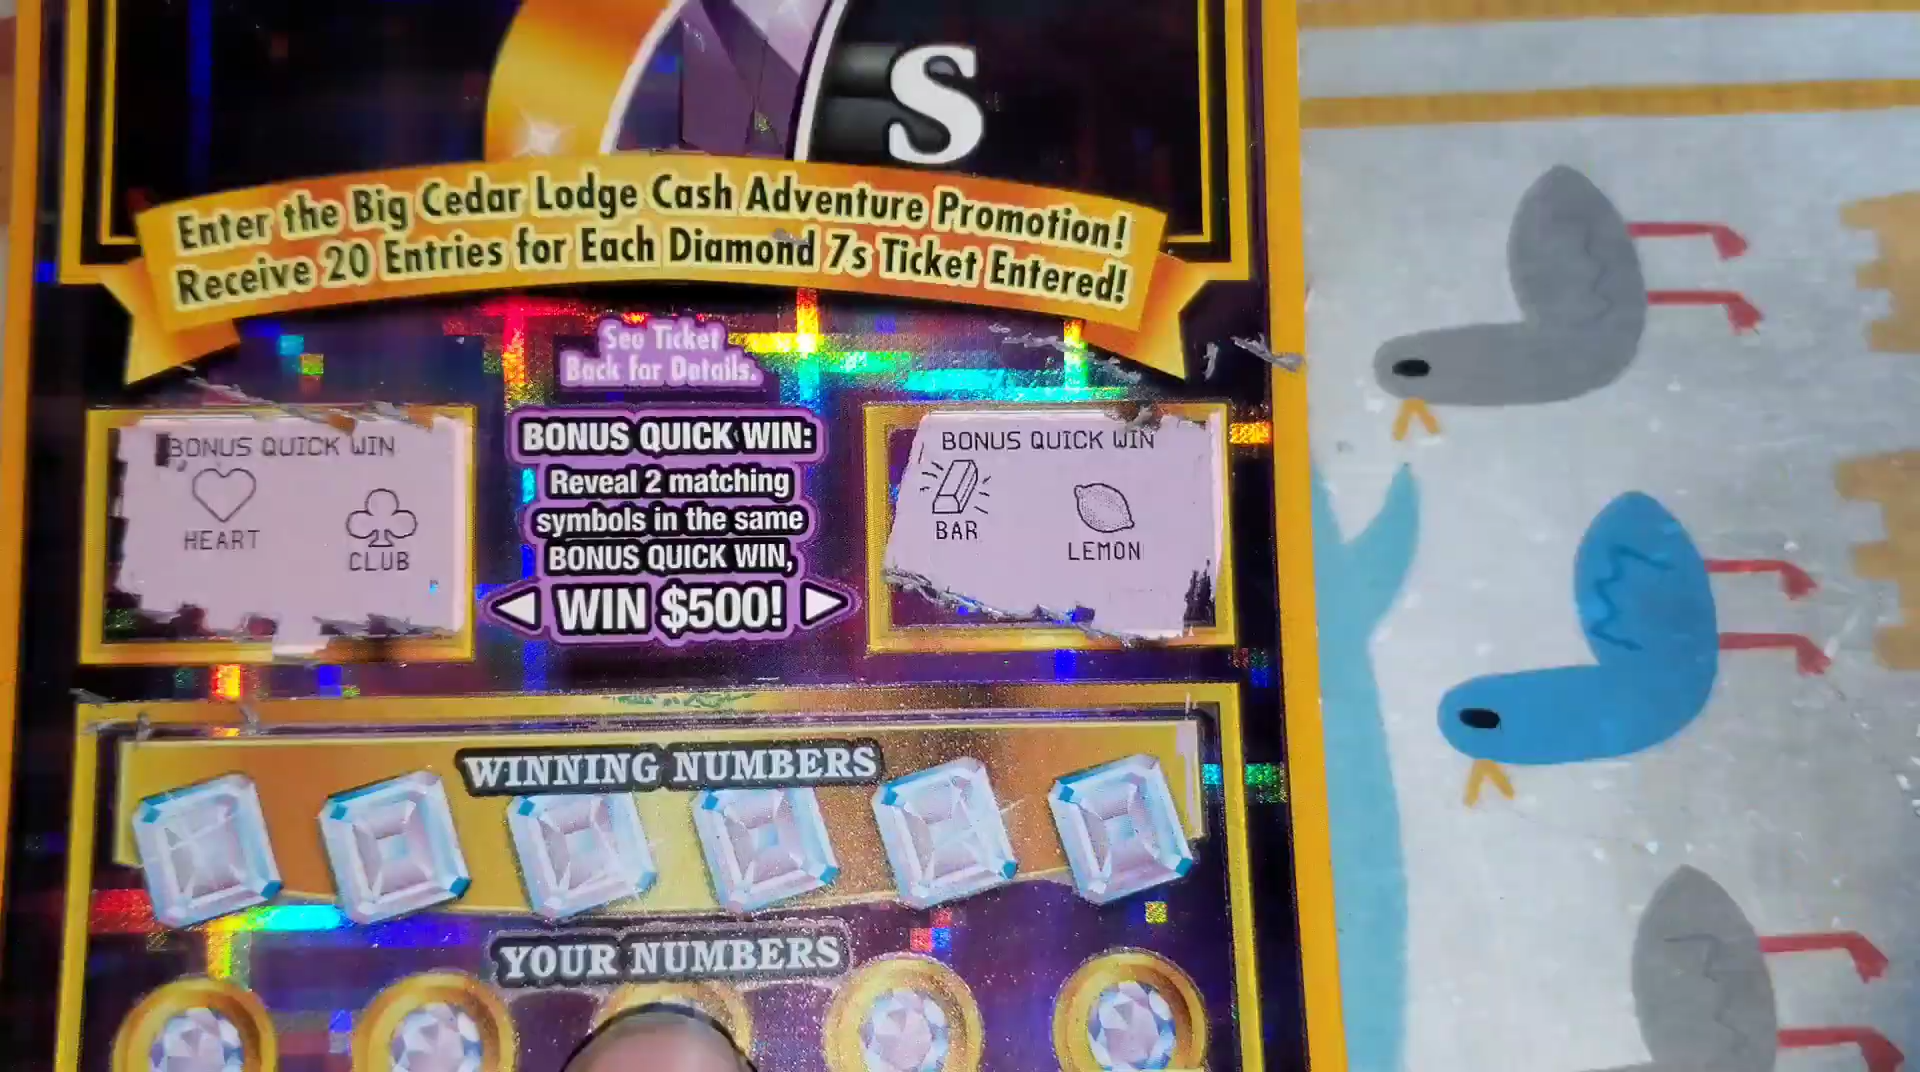 7s
Enter the Big Cedar Lodge Cash Adventure Promotion!
Receive 20 Entries for Each Diamond 7s Ticket Entered!
See Ticket
Back for Details.
BONUS QUICK WIN
HEART
CLUB
BONUS QUICK WIN:
Reveal 2 matching
symbols in the same
BONUS QUICK WIN,
WIN $500!
BONUS QUICK WIN
BAR
LEMON
WINNING NUMBERS
YOUR NUMBERS